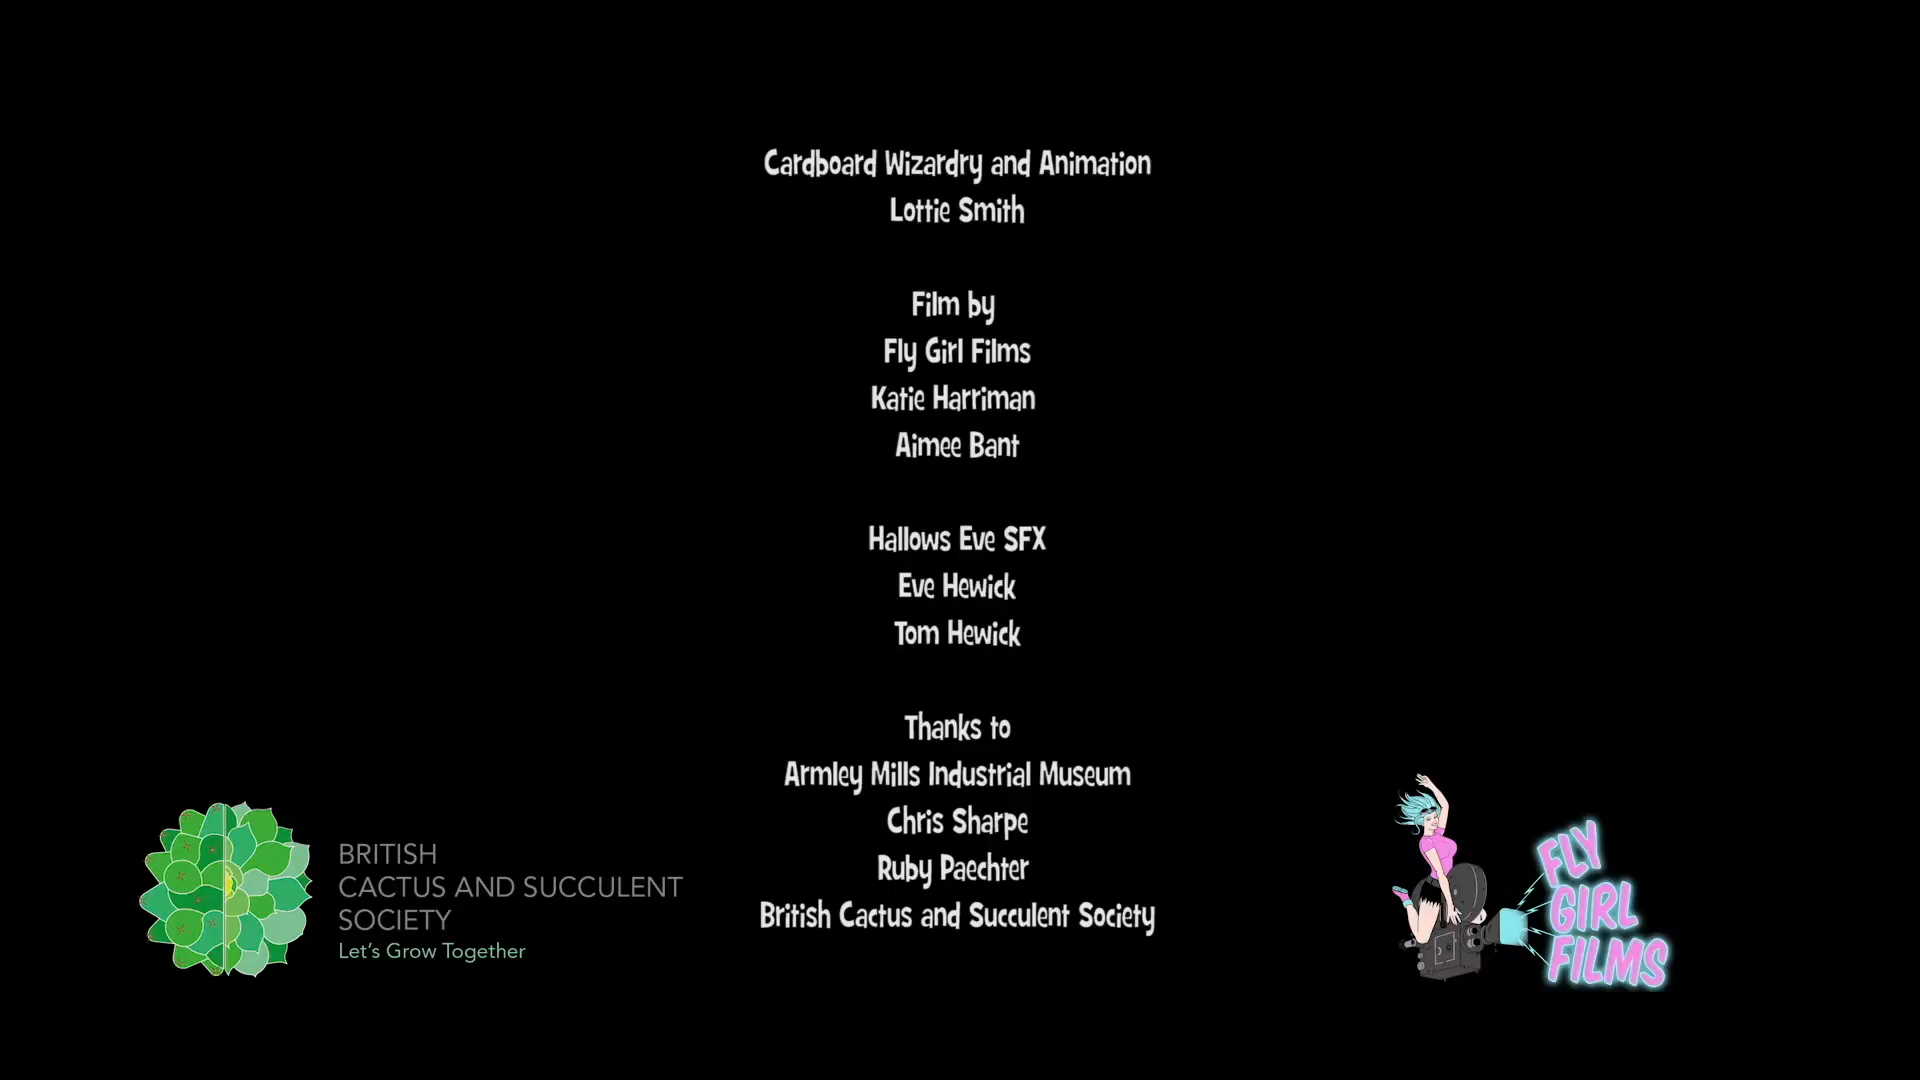 Cardboard Wizardry and Animation
Lottie Smith
Film by
Fly Girl Films
Katie Harriman
Aimee Bant
Hallows Eve SFX
Eve Hewick
Tom Hewick
Thanks to
Armley Mills Industrial Museum
Chris Sharpe
Ruby Paechter
British Cactus and Succulent Society
BRITISH
CACTUS AND SUCCULENT
SOCIETY
Let's Grow Together
FLY
GIRL
FILMS